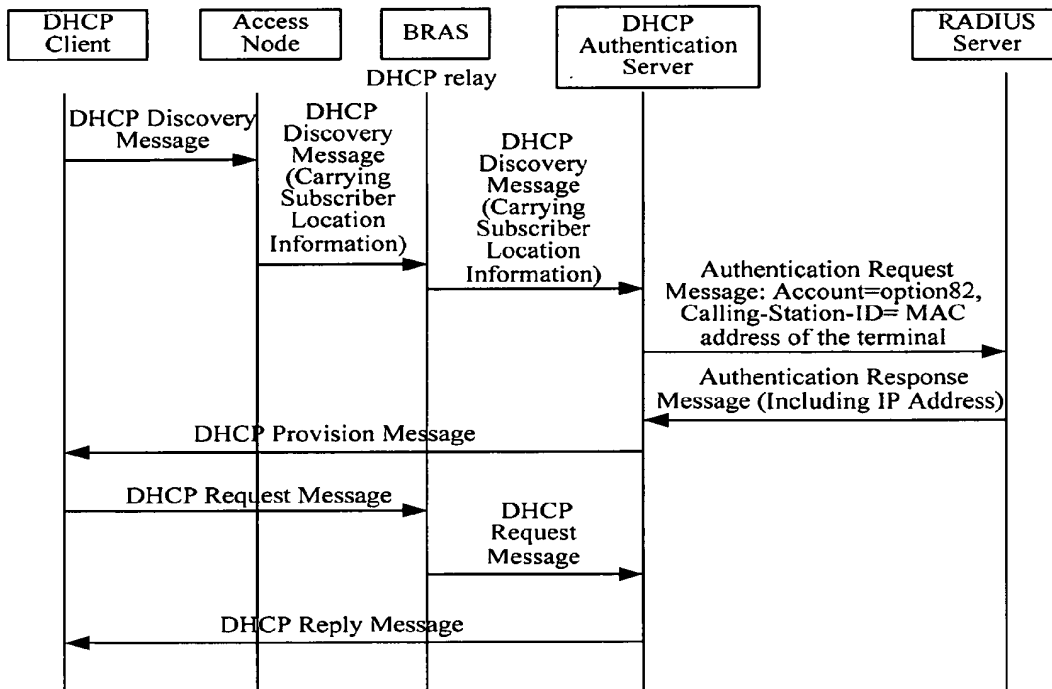 DHCP
Client
Access
Node
BRAS
DHCP relay
DHCP
Authentication
Server
RADIUS
Server
DHCP Discovery
Message
DHCP
Discovery
Message
(Carrying
Subscriber
Location
Information)
DHCP
Discovery
Message
(Carrying
Subscriber
Location
Information)
Authentication Request
Message: Account=option82,
Calling-Station-ID= MAC
address of the terminal
Authentication Response
Message (Including IP Address)
DHCP Provision Message
DHCP Request Message
DHCP
Request
Message
DHCP Reply Message